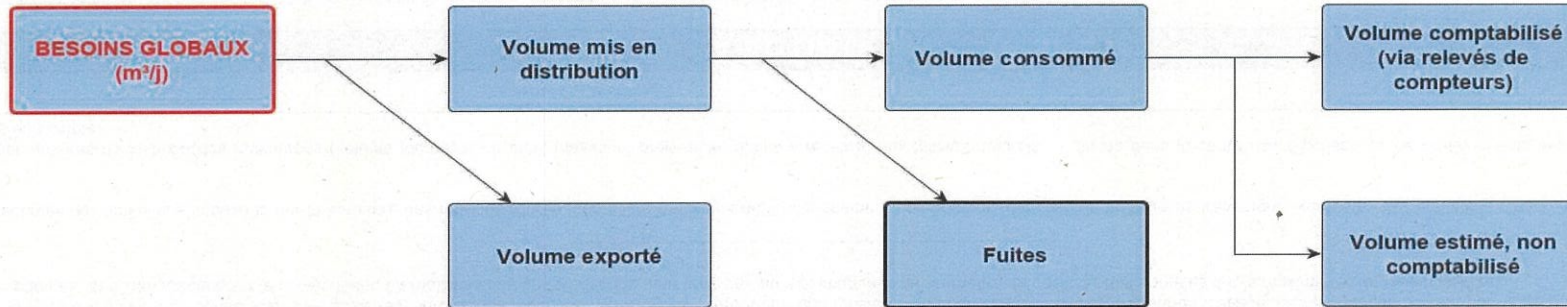 BESOINS GLOBAUX
(m³/j)
Volume mis en
distribution
Volume consommé
Volume comptabilisé
(via relevés de
compteurs)
Volume exporté
Fuites
Volume estimé, non
comptabilisé